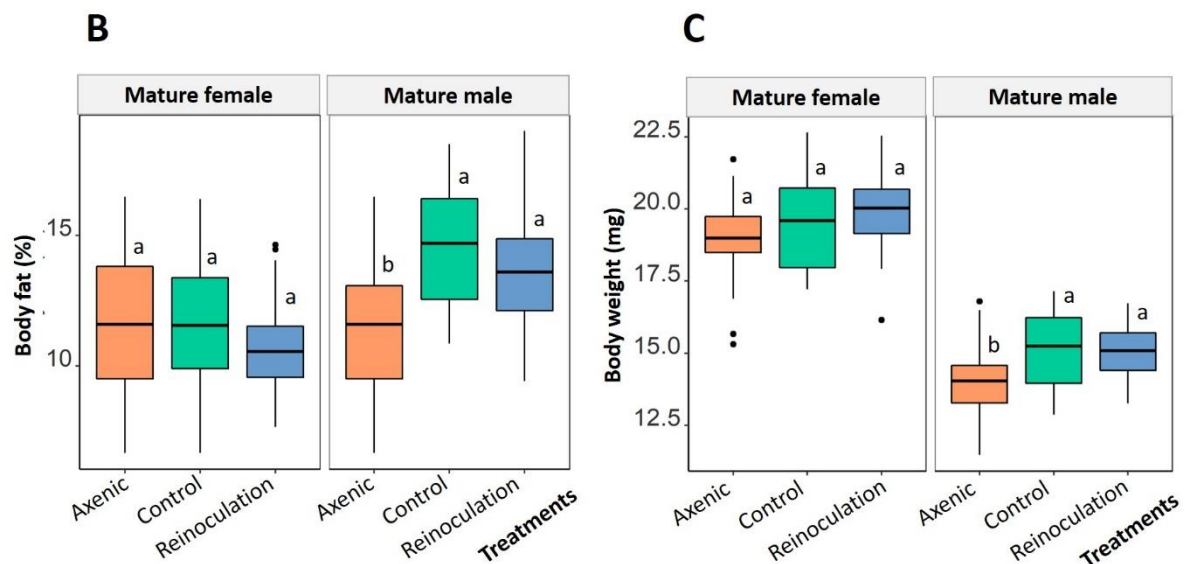 B
Mature female
Mature male
Body fat (%)
15
10
a
a
a
b
a
a
Axenic
Control
Reinoculation
Axenic
Control
Reinoculation
Treatments
C
Mature female
Mature male
Body weight (mg)
22.5
20.0
17.5
15.0
12.5
a
a
a
b
a
a
Axenic
Control
Reinoculation
Axenic
Control
Reinoculation
Treatments